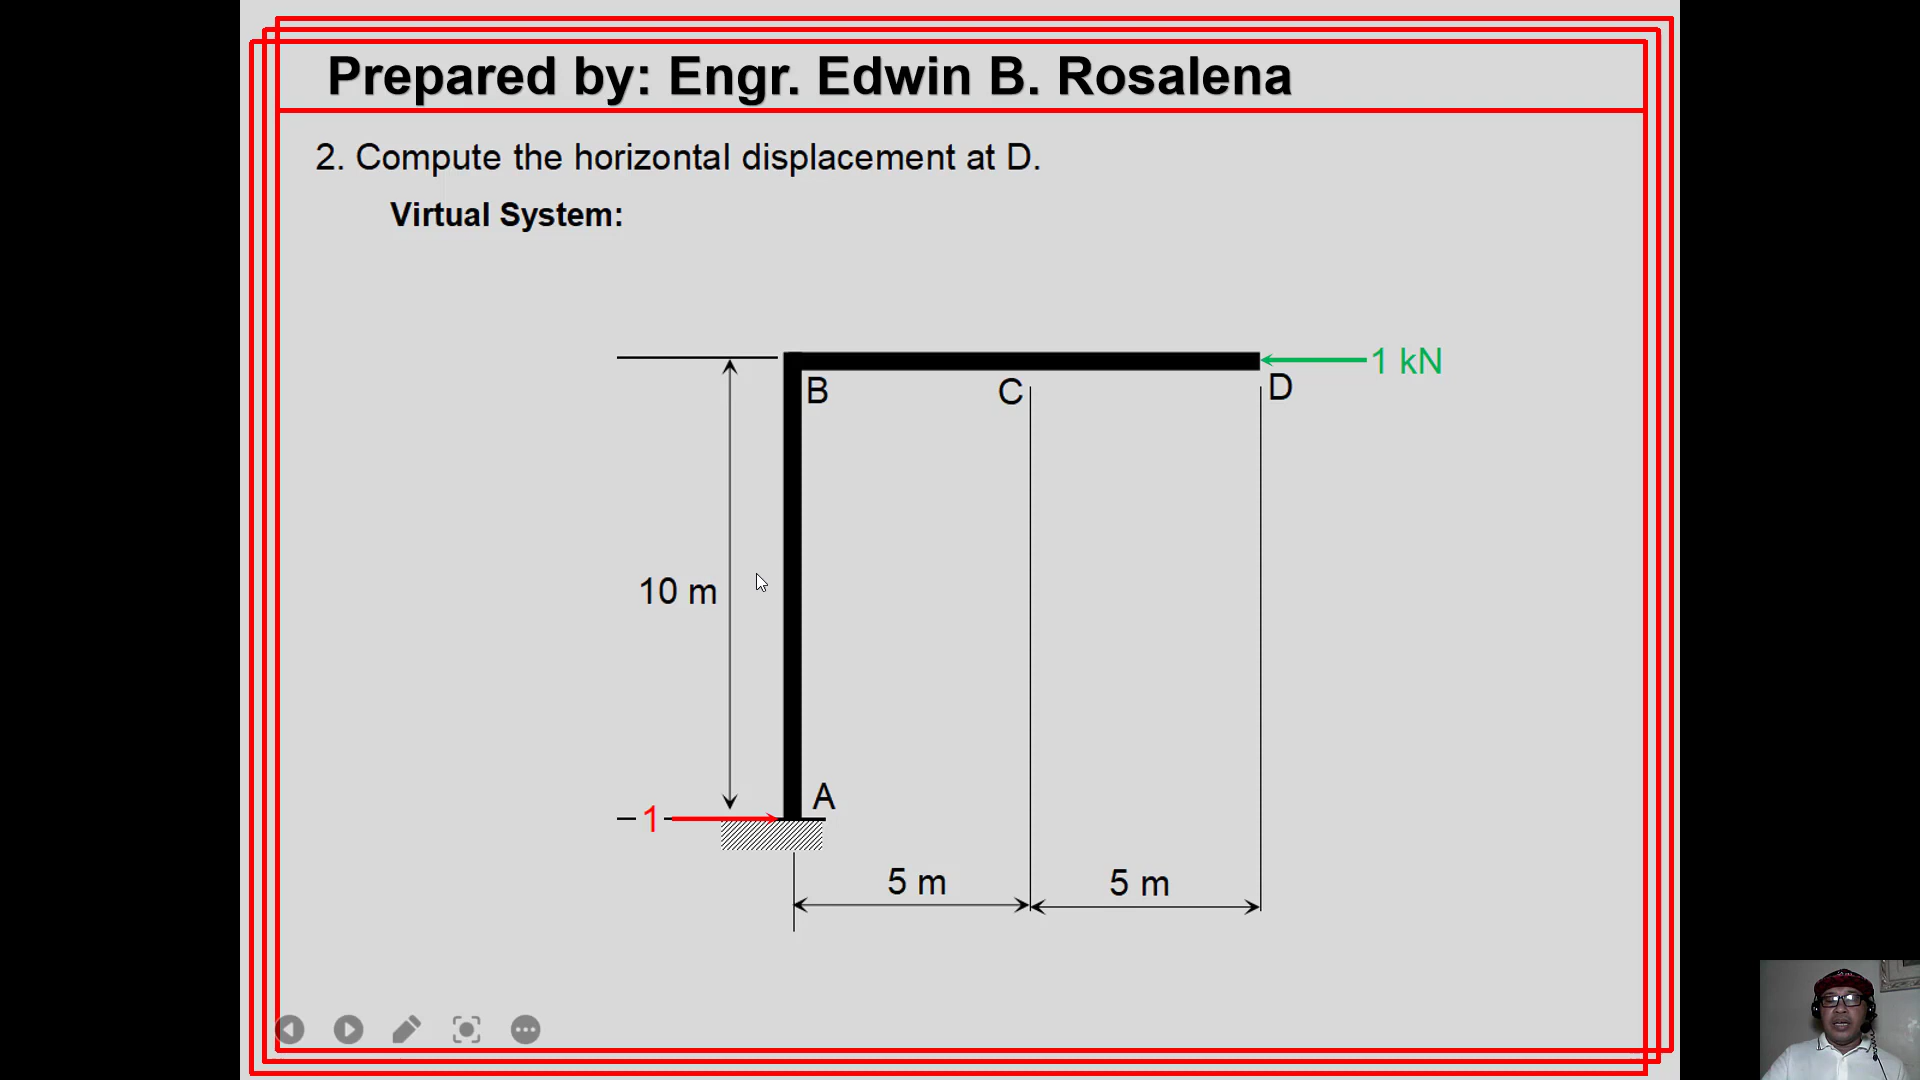 Prepared by: Engr. Edwin B. Rosalena
2. Compute the horizontal displacement at D.
Virtual System:
1 kN
B
C
D
10 m
A
1
5 m
5 m